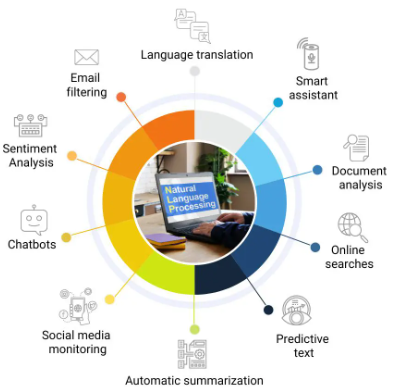 Language translation
Smart
assistant
Document
analysis
Online
searches
Predictive
text
Automatic summarization
Social media
monitoring
Chatbots
Sentiment
Analysis
Email
filtering
Natural
Language
Processing